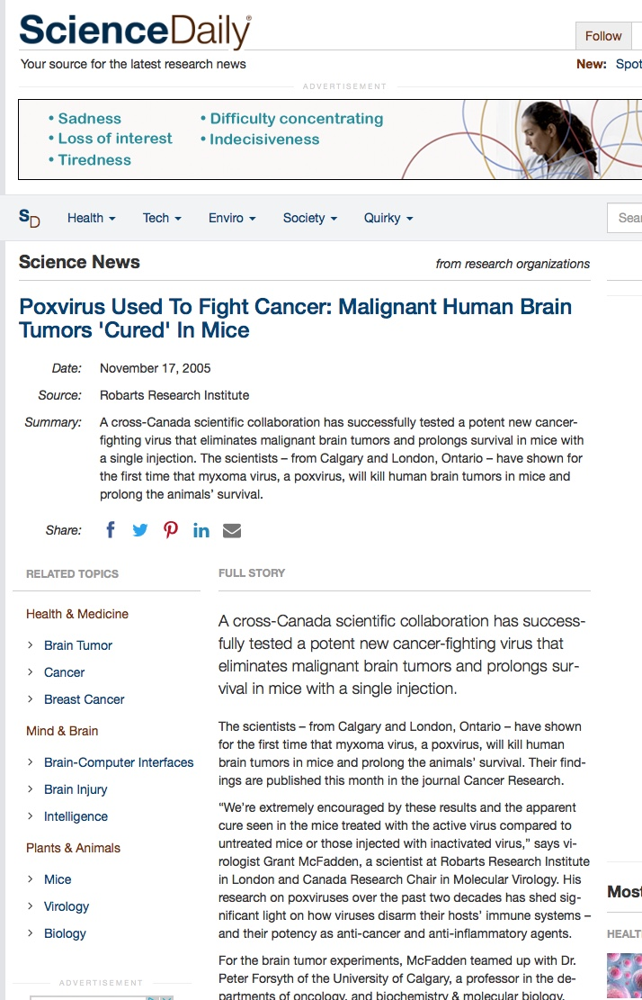 ScienceDaily®
Follow
Your source for the latest research news
New: Spot
ADVERTISEMENT
• Sadness
• Loss of interest
• Tiredness
• Difficulty concentrating
• Indecisiveness
SD Health Tech Enviro Society Quirky
Sear
Science News
from research organizations
Poxvirus Used To Fight Cancer: Malignant Human Brain
Tumors 'Cured' In Mice
Date: November 17, 2005
Source: Robarts Research Institute
Summary: A cross-Canada scientific collaboration has successfully tested a potent new cancer-
fighting virus that eliminates malignant brain tumors and prolongs survival in mice with
a single injection. The scientists – from Calgary and London, Ontario – have shown for
the first time that myxoma virus, a poxvirus, will kill human brain tumors in mice and
prolong the animals’ survival.
Share:
RELATED TOPICS
Health & Medicine
> Brain Tumor
> Cancer
> Breast Cancer
Mind & Brain
> Brain-Computer Interfaces
> Brain Injury
> Intelligence
Plants & Animals
> Mice
> Virology
> Biology
ADVERTISEMENT
FULL STORY
A cross-Canada scientific collaboration has success-
fully tested a potent new cancer-fighting virus that
eliminates malignant brain tumors and prolongs sur-
vival in mice with a single injection.
The scientists – from Calgary and London, Ontario – have shown
for the first time that myxoma virus, a poxvirus, will kill human
brain tumors in mice and prolong the animals’ survival. Their find-
ings are published this month in the journal Cancer Research.
“We’re extremely encouraged by these results and the apparent
cure seen in the mice treated with the active virus compared to
untreated mice or those injected with inactivated virus,” says vi-
rologist Grant McFadden, a scientist at Robarts Research Institute
in London and Canada Research Chair in Molecular Virology. His
research on poxviruses over the past two decades has shed sig-
nificant light on how viruses disarm their hosts’ immune systems –
and their potency as anti-cancer and anti-inflammatory agents.
For the brain tumor experiments, McFadden teamed up with Dr.
Peter Forsyth of the University of Calgary, a professor in the de-
partments of oncology, and biochemistry & molecular biology.
Most
HEALT